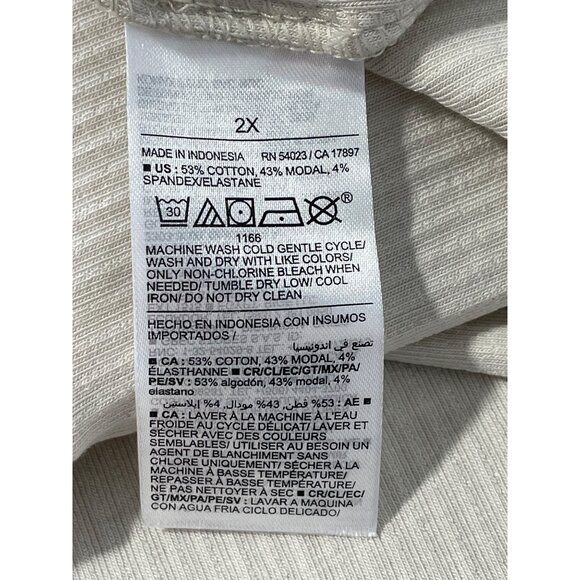 2X
MADE IN INDONESIA RN 54023 / CA 17897
■ US : 53% COTTON, 43% MODAL, 4%
SPANDEX/ELASTANE
30 ®
1166
MACHINE WASH COLD GENTLE CYCLE/
WASH AND DRY WITH LIKE COLORS/
ONLY NON-CHLORINE BLEACH WHEN
NEEDED/ TUMBLE DRY LOW/ COOL
IRON/ DO NOT DRY CLEAN
HECHO EN INDONESIA CON INSUMOS
IMPORTADOS /
تصنع في اندونيسيا
■ CA : 53% COTON, 43% MODAL, 4%
ÉLASTHANNE ■ CR/CL/EC/GT/MX/PA/
PE/SV : 53% algodón, 43% modal, 4%
elastano
■ AE : 53% قطن, 43% مودال, 4% إيلاستين
■ CA : LAVER À LA MACHINE À L'EAU
FROIDE AU CYCLE DÉLICAT/ LAVER ET
SÉCHER AVEC DES COULEURS
SEMBLABLES/ UTILISER AU BESOIN UN
AGENT DE BLANCHIMENT SANS
CHLORE UNIQUEMENT/ SÉCHER À LA
MACHINE À BASSE TEMPÉRATURE/
REPASSER À BASSE TEMPÉRATURE/
NE PAS NETTOYER À SEC ■ CR/CL/EC/
GT/MX/PA/PE/SV : LAVAR A MAQUINA
CON AGUA FRIA CICLO DELICADO/